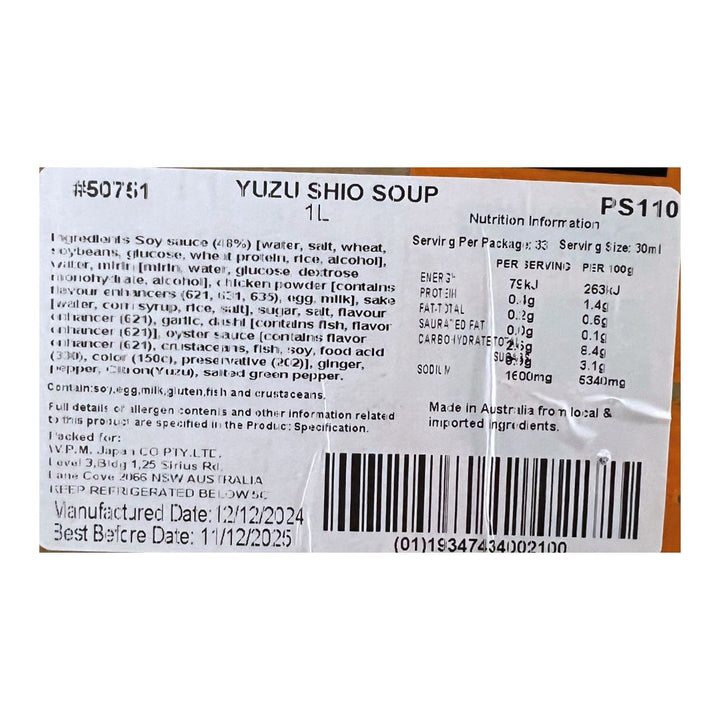 #50751
YUZU SHIO SOUP
1L
PS110
Ingredients Soy sauce (48%) [water, salt, wheat,
soybeans, glucose, wheat protein, rice, alcohol],
water, mirin [mirin, water, glucose, dextrose
monohydrate, alcohol], chicken powder [contains
flavour enhancers (621, 631, 635), egg, milk], sake
[water, corn syrup, rice, salt], sugar, salt, flavour
enhancer (621), garlic, dashi [contains fish, flavor
enhancer (621)], oyster sauce [contains flavor
enhancer (621), crustaceans, fish, soy, food acid
(330), color (150c), preservative (202)], ginger,
pepper, Citron(Yuzu), salted green pepper.
Contain:soy,egg,milk,gluten,fish and crustaceans.
Full details of allergen contents and other information related
to this product are specified in the Product Specification.
Packed for:
W.P.M. Japan CO PTY.LTD.
Level 3,Bldg 1,25 Sirius Rd,
Lane Cove 2066 NSW AUSTRALIA
KEEP REFRIGERATED BELOW 5C
Manufactured Date: 12/12/2024
Best Before Date: 11/12/2025
Nutrition Information
Serving Per Package: 33 Serving Size: 30ml
PER SERVING PER 100g
ENERGY 79kJ 263kJ
PROTEIN 0.4g 1.4g
FAT-TOTAL 0.2g 0.6g
SAURATED FAT 0.0g 0.1g
CARBOHYDRATE TOTAL 2.5g 8.4g
SUGARS 0.9g 3.1g
SODIUM 1600mg 5340mg
Made in Australia from local &
imported ingredients.
(01)19347434002100